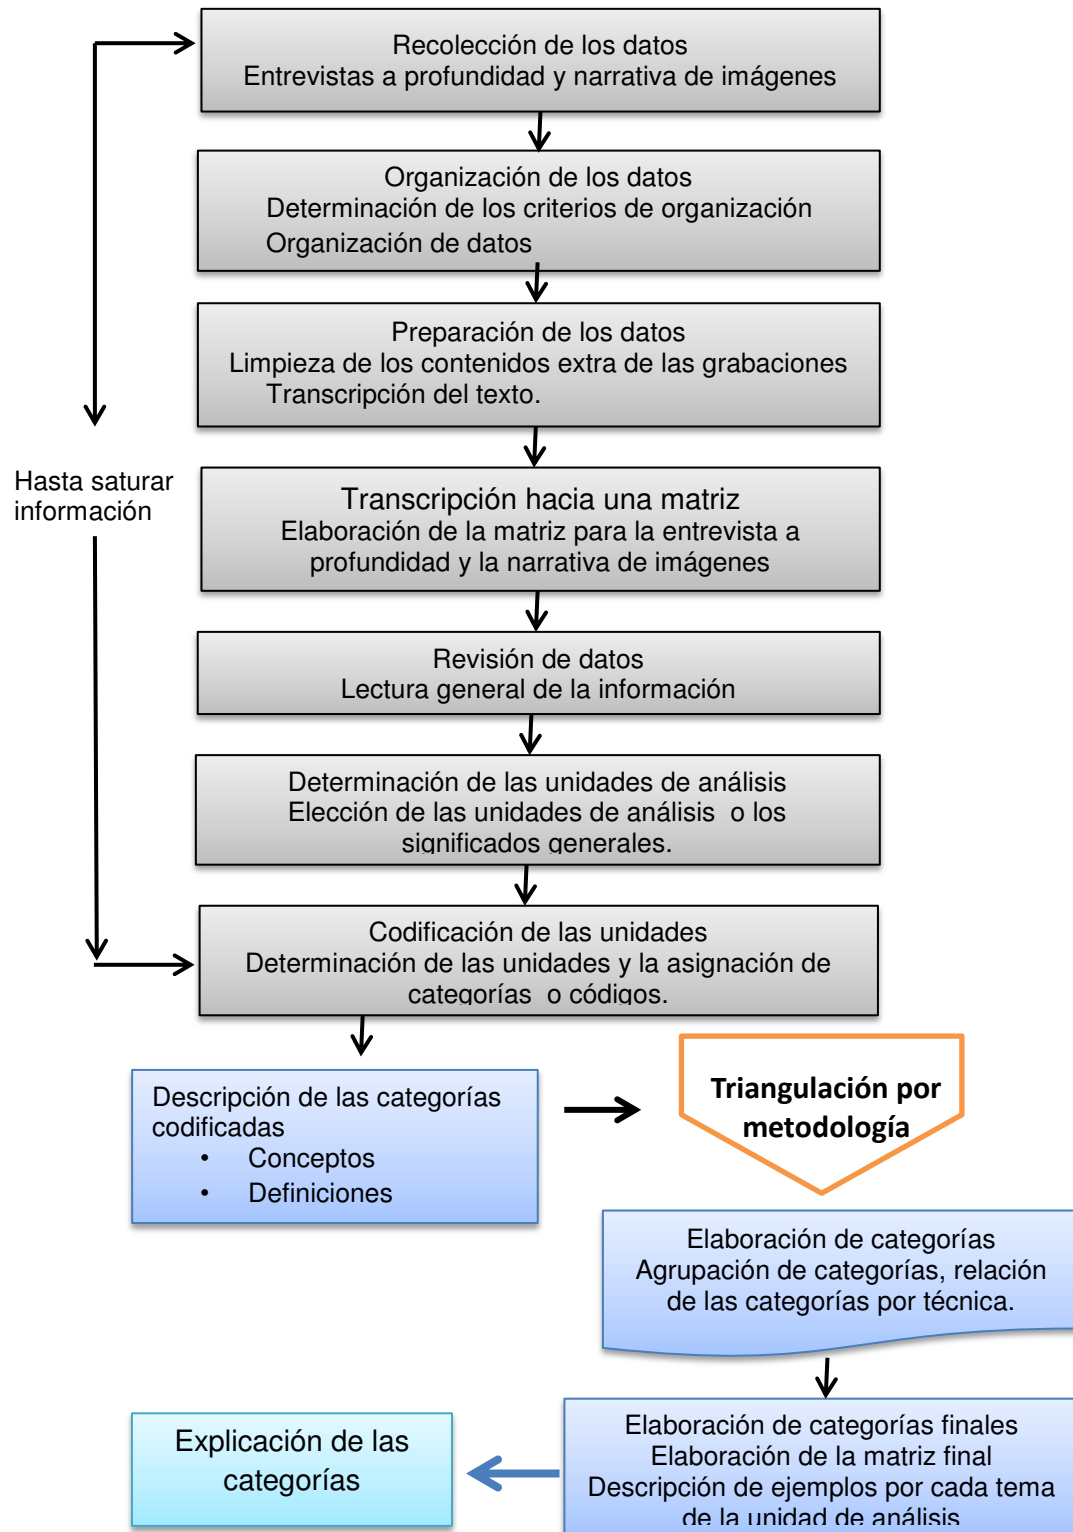 Recolección de los datos
Entrevistas a profundidad y narrativa de imágenes
Organización de los datos
Determinación de los criterios de organización
Organización de datos
Preparación de los datos
Limpieza de los contenidos extra de las grabaciones
Transcripción del texto.
Hasta saturar
información
Transcripción hacia una matriz
Elaboración de la matriz para la entrevista a
profundidad y la narrativa de imágenes
Revisión de datos
Lectura general de la información
Determinación de las unidades de análisis
Elección de las unidades de análisis o los
significados generales.
Codificación de las unidades
Determinación de las unidades y la asignación de
categorías o códigos.
Descripción de las categorías
codificadas
• Conceptos
• Definiciones
Triangulación por
metodología
Elaboración de categorías
Agrupación de categorías, relación
de las categorías por técnica.
Elaboración de categorías finales
Elaboración de la matriz final
Descripción de ejemplos por cada tema
de la unidad de análisis
Explicación de las
categorías